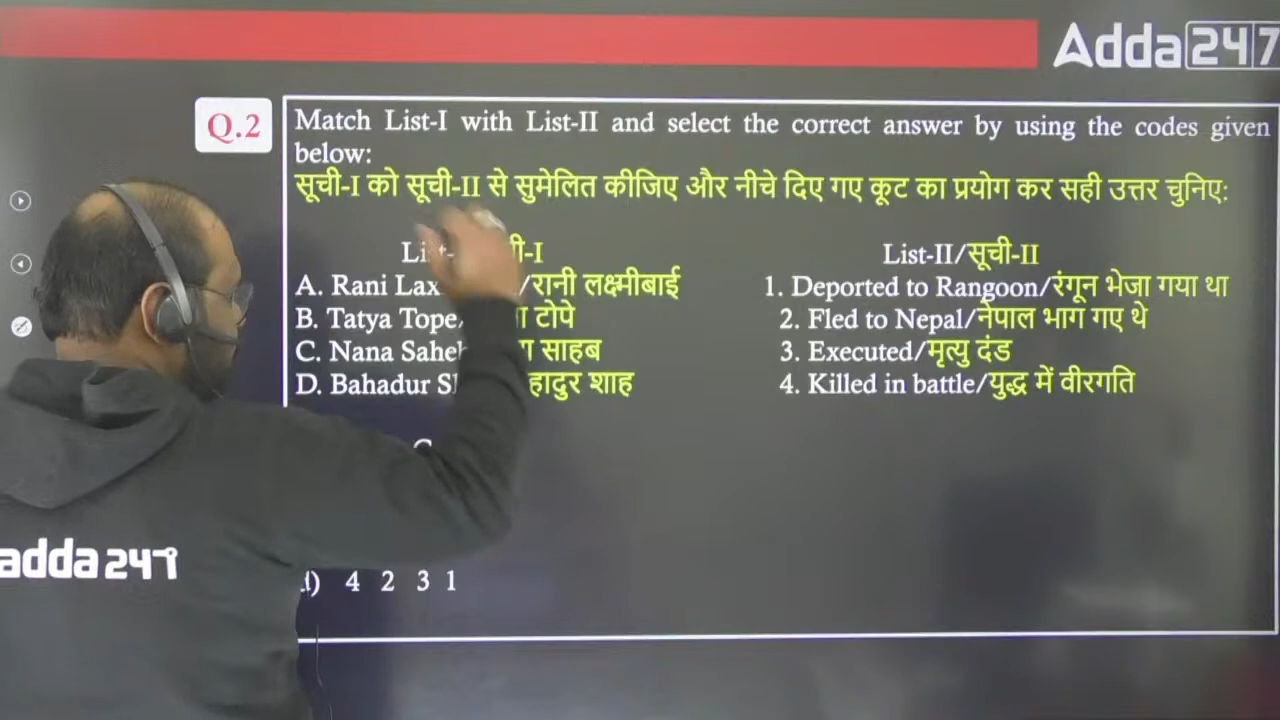 Adda247
Q.2
Match List-I with List-II and select the correct answer by using the codes given
below:
सूची-I को सूची-II से सुमेलित कीजिए और नीचे दिए गए कूट का प्रयोग कर सही उत्तर चुनिए:
List-II/सूची-II
A. Rani /रानी लक्ष्मीबाई
1. Deported to Rangoon/रंगून भेजा गया था
B. Tatya Tope/ टोपे
2. Fled to Nepal/नेपाल भाग गए थे
C. Nana साहब
3. Executed/मृत्यु दंड
D. Bahadur शाह
4. Killed in battle/युद्ध में वीरगति
4 2 3 1
adda247